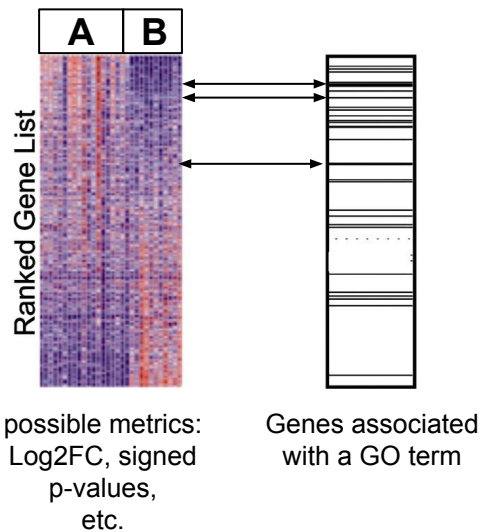 A B
Ranked Gene List
possible metrics:
Log2FC, signed
p-values,
etc.
Genes associated
with a GO term